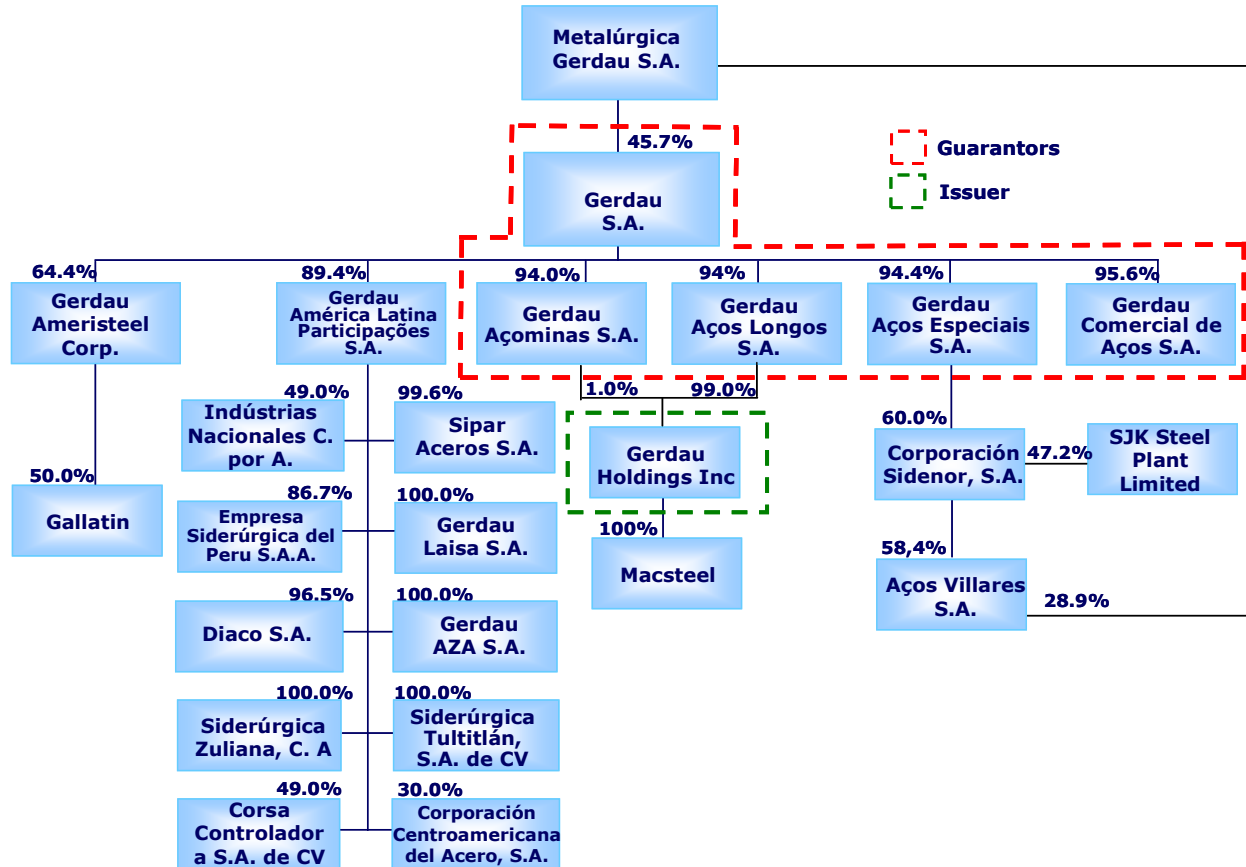 Metalúrgica
Gerdau S.A.
45.7%
Guarantors
Issuer
Gerdau
S.A.
64.4%
89.4%
94.0%
94%
94.4%
95.6%
Gerdau
Ameristeel
Corp.
Gerdau
América Latina
Participações
S.A.
Gerdau
Açominas S.A.
Gerdau
Aços Longos
S.A.
Gerdau
Aços Especiais
S.A.
Gerdau
Comercial de
Aços S.A.
49.0%
99.6%
1.0%
99.0%
60.0%
Indústrias
Nacionales C.
por A.
Sipar
Aceros S.A.
Gerdau
Holdings Inc
Corporación
Sidenor, S.A.
47.2%
SJK Steel
Plant
Limited
50.0%
Gallatin
86.7%
100.0%
100%
58,4%
Empresa
Siderúrgica del
Peru S.A.A.
Gerdau
Laisa S.A.
Macsteel
Aços Villares
S.A.
28.9%
96.5%
100.0%
Diaco S.A.
Gerdau
AZA S.A.
100.0%
100.0%
Siderúrgica
Zuliana, C. A
Siderúrgica
Tultitlán,
S.A. de CV
49.0%
30.0%
Corsa
Controlador
a S.A. de CV
Corporación
Centroamericana
del Acero, S.A.